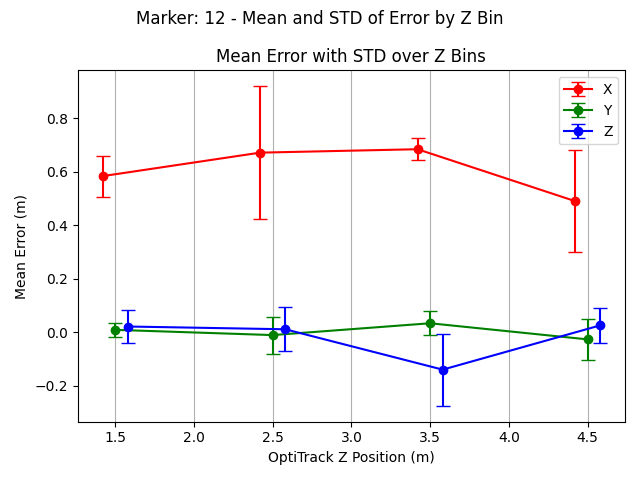 Marker: 12 - Mean and STD of Error by Z Bin
Mean Error with STD over Z Bins
X
Y
Z
0.8
0.6
0.4
0.2
0.0
−0.2
Mean Error (m)
1.5 2.0 2.5 3.0 3.5 4.0 4.5
OptiTrack Z Position (m)